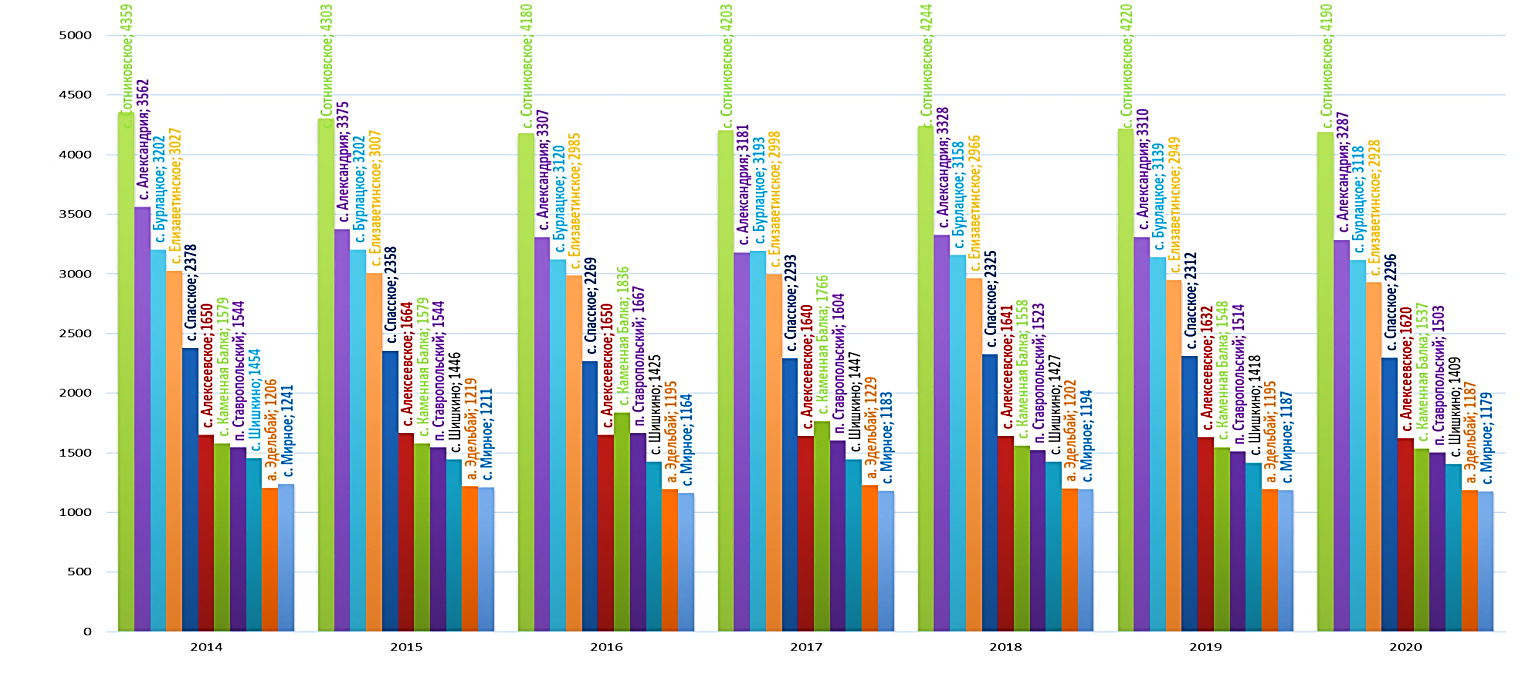 5000
4500
4000
3500
3000
2500
2000
1500
1000
500
0
с. Сотниковское; 4359
с. Александрия; 3562
с. Бурлацкое; 3202
с. Елизаветинское; 3027
с. Спасское; 2378
с. Алексеевское; 1650
с. Каменная Балка; 1579
п. Ставропольский; 1544
с. Шишкино; 1454
а. Эдельбай; 1206
с. Мирное; 1241
с. Сотниковское; 4303
с. Александрия; 3375
с. Бурлацкое; 3202
с. Елизаветинское; 3007
с. Спасское; 2358
с. Алексеевское; 1664
с. Каменная Балка; 1579
п. Ставропольский; 1544
с. Шишкино; 1446
а. Эдельбай; 1219
с. Мирное; 1211
с. Сотниковское; 4180
с. Александрия; 3307
с. Бурлацкое; 3120
с. Елизаветинское; 2985
с. Спасское; 2269
с. Алексеевское; 1650
с. Каменная Балка; 1836
п. Ставропольский; 1667
с. Шишкино; 1425
а. Эдельбай; 1195
с. Мирное; 1164
с. Сотниковское; 4203
с. Александрия; 3181
с. Бурлацкое; 3193
с. Елизаветинское; 2998
с. Спасское; 2293
с. Алексеевское; 1640
с. Каменная Балка; 1766
п. Ставропольский; 1604
с. Шишкино; 1447
а. Эдельбай; 1229
с. Мирное; 1183
с. Сотниковское; 4244
с. Александрия; 3328
с. Бурлацкое; 3158
с. Елизаветинское; 2966
с. Спасское; 2325
с. Алексеевское; 1641
с. Каменная Балка; 1558
п. Ставропольский; 1523
с. Шишкино; 1427
а. Эдельбай; 1202
с. Мирное; 1194
с. Сотниковское; 4220
с. Александрия; 3310
с. Бурлацкое; 3139
с. Елизаветинское; 2949
с. Спасское; 2312
с. Алексеевское; 1632
с. Каменная Балка; 1548
п. Ставропольский; 1514
с. Шишкино; 1418
а. Эдельбай; 1195
с. Мирное; 1187
с. Сотниковское; 4190
с. Александрия; 3287
с. Бурлацкое; 3118
с. Елизаветинское; 2928
с. Спасское; 2296
с. Алексеевское; 1620
с. Каменная Балка; 1537
п. Ставропольский; 1503
с. Шишкино; 1409
а. Эдельбай; 1187
с. Мирное; 1179
2014
2015
2016
2017
2018
2019
2020